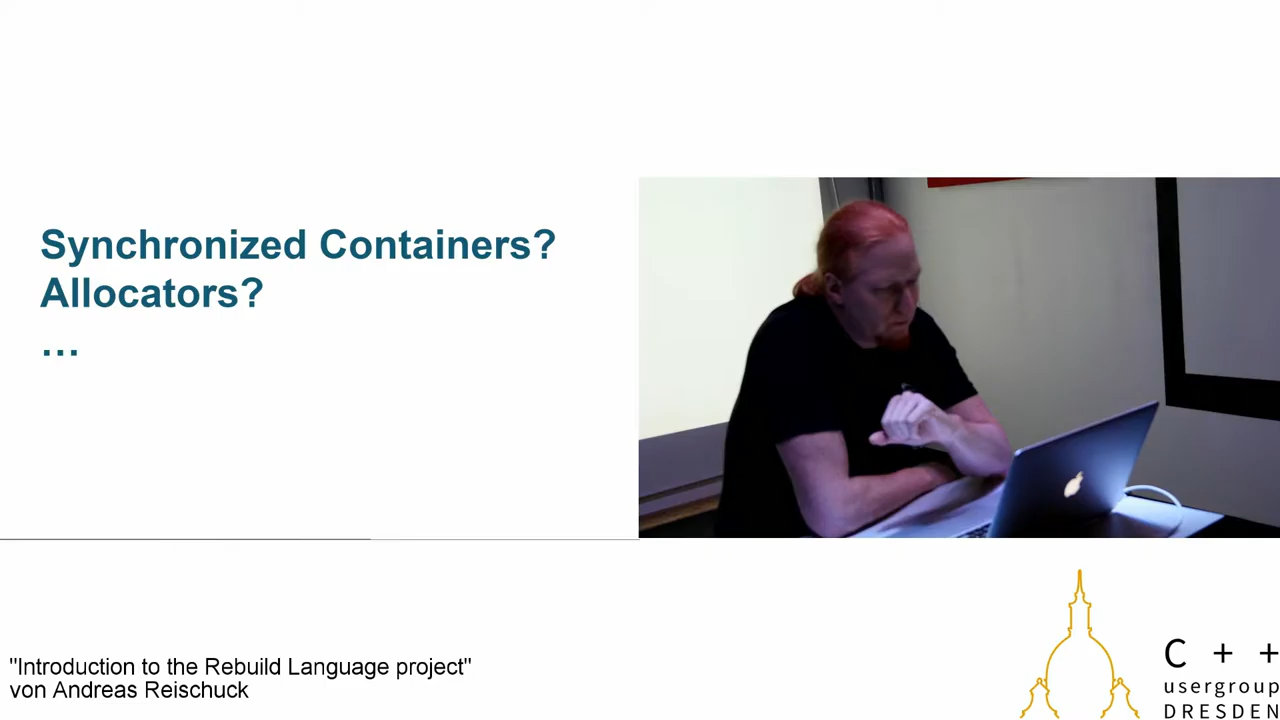 Synchronized Containers?
Allocators?
...
"Introduction to the Rebuild Language project"
von Andreas Reischuck
C + +
usergroup
DRESDEN